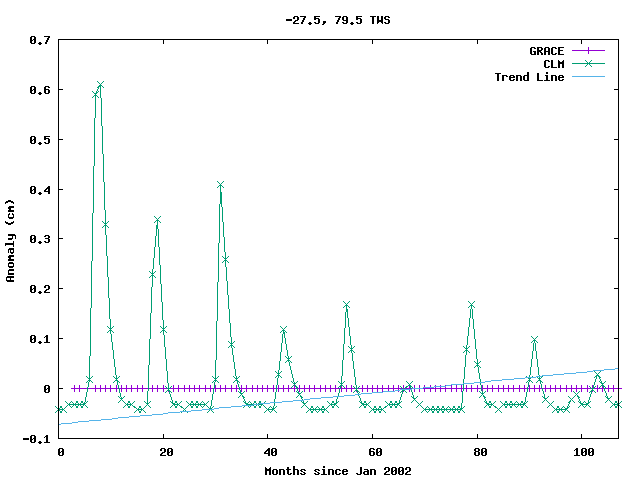 -27.5, 79.5 TWS
GRACE
CLM
Trend Line
0.7
0.6
0.5
0.4
0.3
0.2
0.1
0
-0.1
Anomaly (cm)
0 20 40 60 80 100
Months since Jan 2002